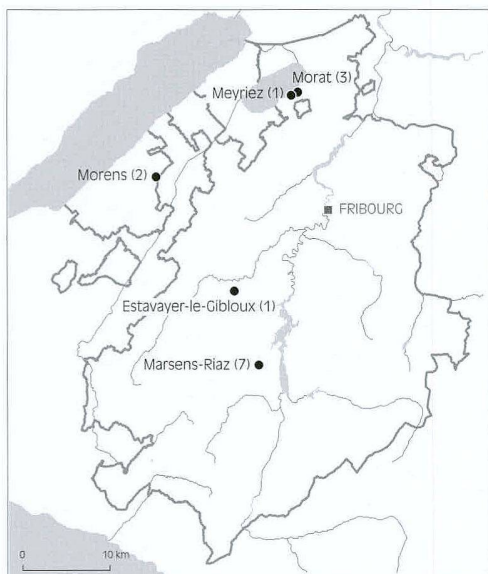 Morat (3)
Meyriez (1)
Morens (2)
FRIBOURG
Estavayer-le-Gibloux (1)
Marsens-Riaz (7)
0 10 km